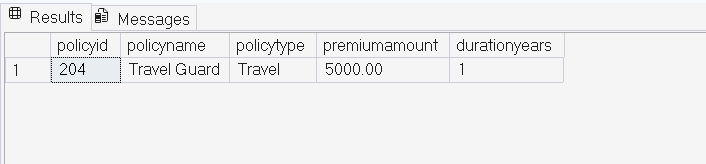 Results Messages
policyid policyname policytype premiumamount durationyears
1 204 Travel Guard Travel 5000.00 1